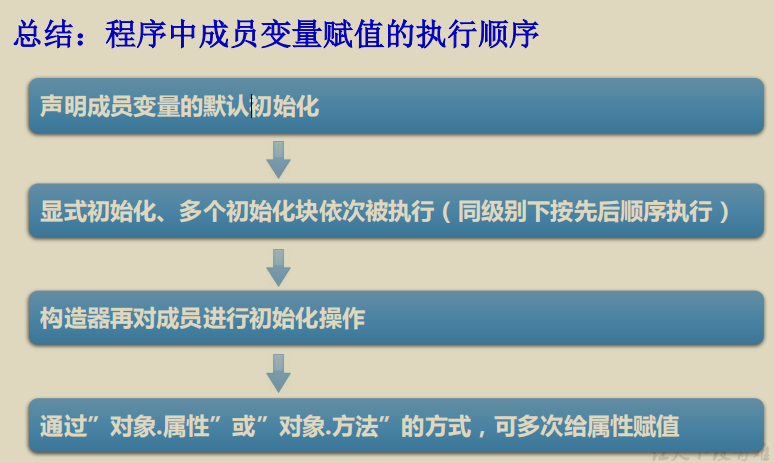 总结：程序中成员变量赋值的执行顺序
声明成员变量的默认初始化
显式初始化、多个初始化块依次被执行（同级别下按先后顺序执行）
构造器再对成员进行初始化操作
通过”对象.属性”或”对象.方法”的方式，可多次给属性赋值